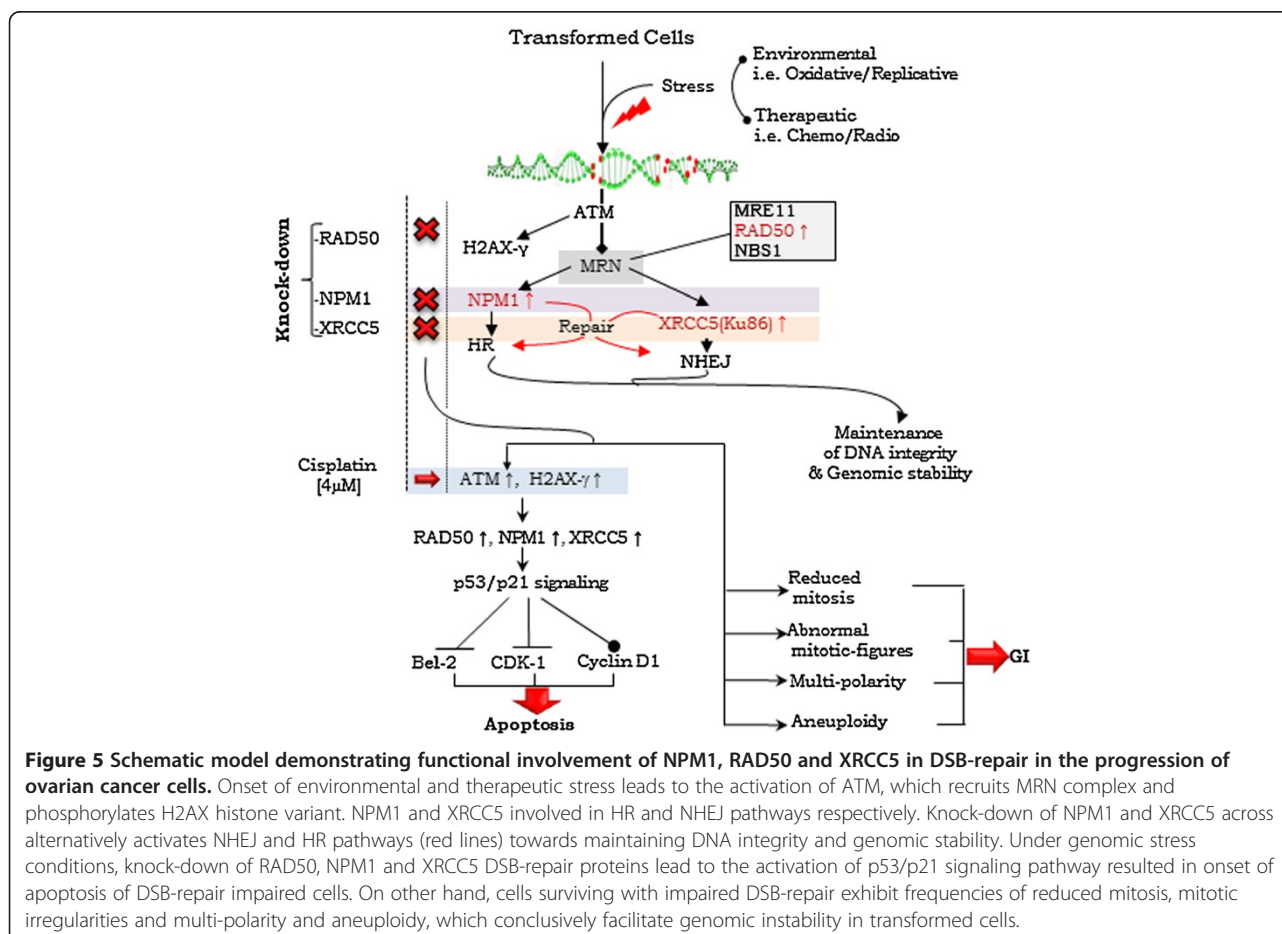 Transformed Cells
Environmental
i.e. Oxidative/Replicative
Stress
Therapeutic
i.e. Chemo/Radio
ATM
H2AX-γ
MRE11
RAD50 ↑
NBS1
MRN
Knock-down
-RAD50
-NPM1
-XRCC5
NPM1 ↑
Repair
XRCC5(Ku86) ↑
HR
NHEJ
Maintenance
of DNA integrity
& Genomic stability
Cisplatin
[4μM]
ATM ↑, H2AX-γ ↑
RAD50 ↑, NPM1 ↑, XRCC5 ↑
p53/p21 signaling
Bel-2
CDK-1
Cyclin D1
Apoptosis
Reduced
mitosis
Abnormal
mitotic-figures
Multi-polarity
Aneuploidy
GI
Figure 5 Schematic model demonstrating functional involvement of NPM1, RAD50 and XRCC5 in DSB-repair in the progression of
ovarian cancer cells. Onset of environmental and therapeutic stress leads to the activation of ATM, which recruits MRN complex and
phosphorylates H2AX histone variant. NPM1 and XRCC5 involved in HR and NHEJ pathways respectively. Knock-down of NPM1 and XRCC5 across
alternatively activates NHEJ and HR pathways (red lines) towards maintaining DNA integrity and genomic stability. Under genomic stress
conditions, knock-down of RAD50, NPM1 and XRCC5 DSB-repair proteins lead to the activation of p53/p21 signaling pathway resulted in onset of
apoptosis of DSB-repair impaired cells. On other hand, cells surviving with impaired DSB-repair exhibit frequencies of reduced mitosis, mitotic
irregularities and multi-polarity and aneuploidy, which conclusively facilitate genomic instability in transformed cells.